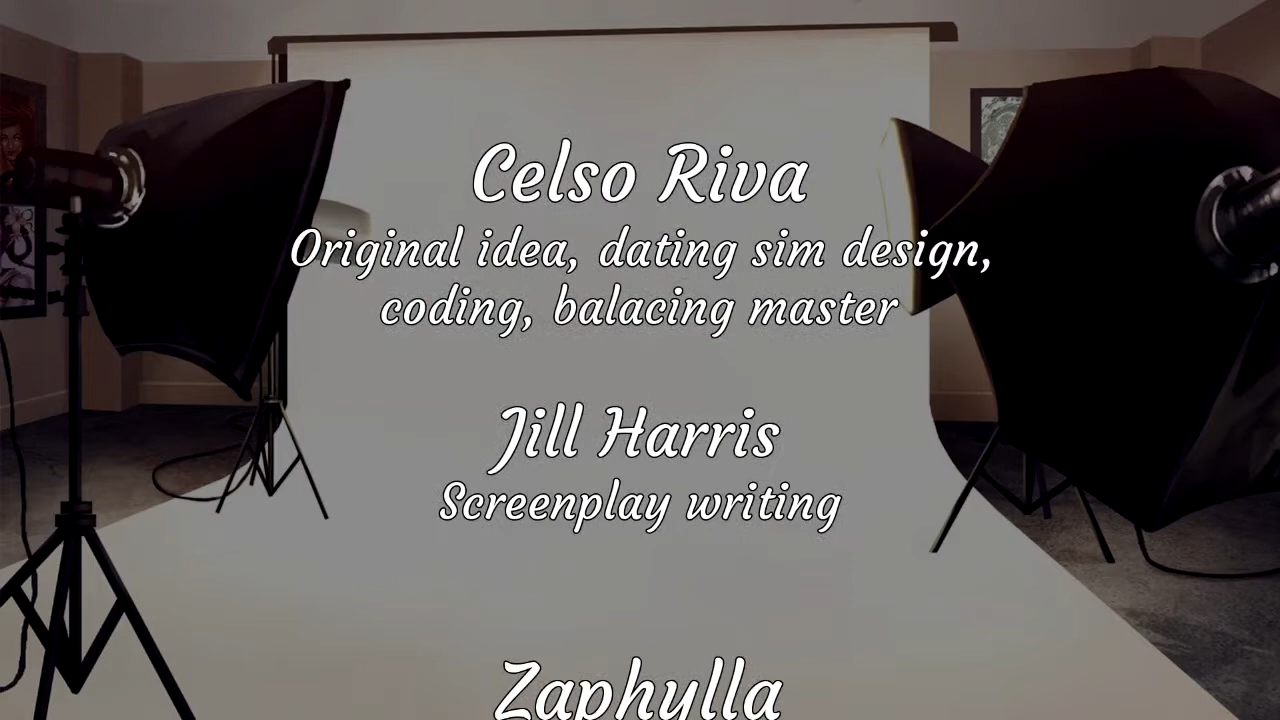 Celso Riva
Original idea, dating sim design,
coding, balacing master
Jill Harris
Screenplay writing
Zaphylla